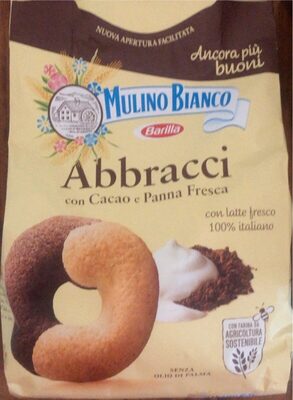 NUOVA APERTURA FACILITATA
Ancora più
buoni
MULINO BIANCO
Barilla
Abbracci
con Cacao e Panna Fresca
con latte fresco
100% italiano
CON FARINA DA
AGRICOLTURA
SOSTENIBILE
SENZA
OLIO DI PALMA